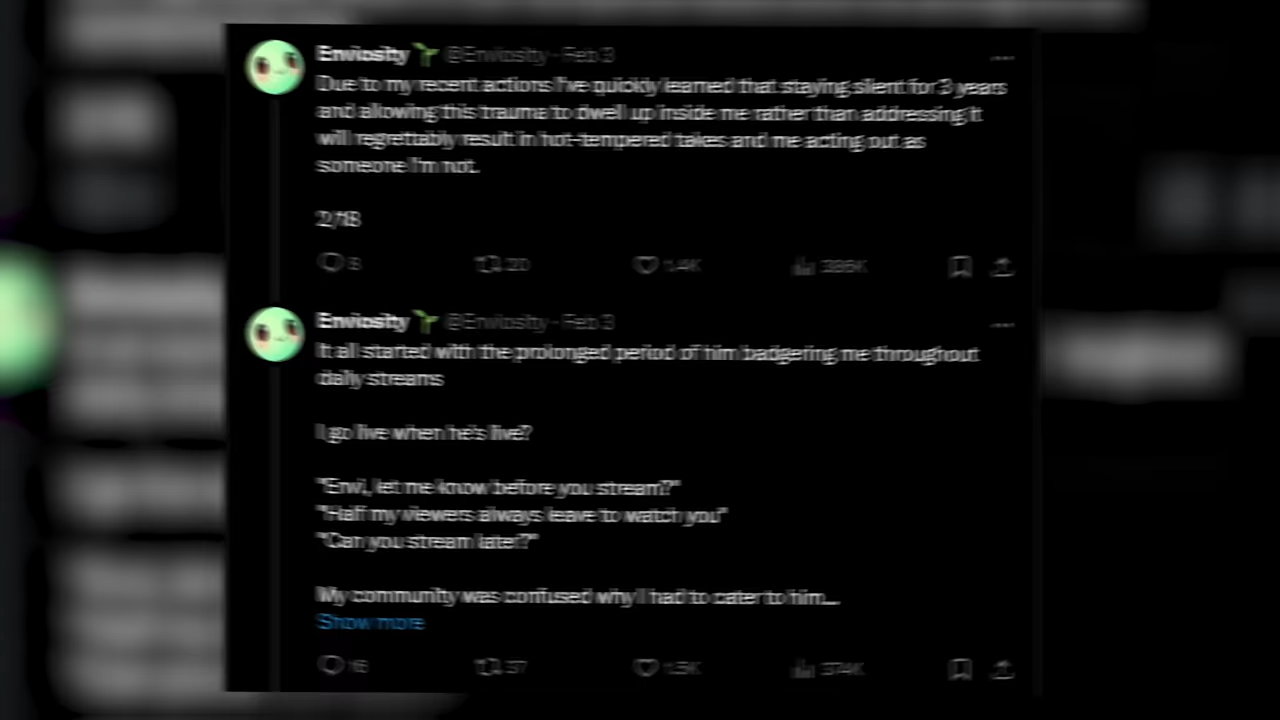 Enviosity @Enviosity · Feb 3
Due to my recent actions I've quickly learned that staying silent for 3 years
and allowing this trauma to dwell up inside me rather than addressing it
will regrettably result in hot-tempered takes and me acting out as
someone I'm not.
2/18
20 1.4K
Enviosity @Enviosity · Feb 3
It all started with the prolonged period of him badgering me throughout
daily streams
I go live when he's live?
"Envi, let me know before you stream?"
"Half my viewers always leave to watch you"
"Can you stream later?"
My community was confused why I had to cater to him...
Show more
16 37 1.5K 374K